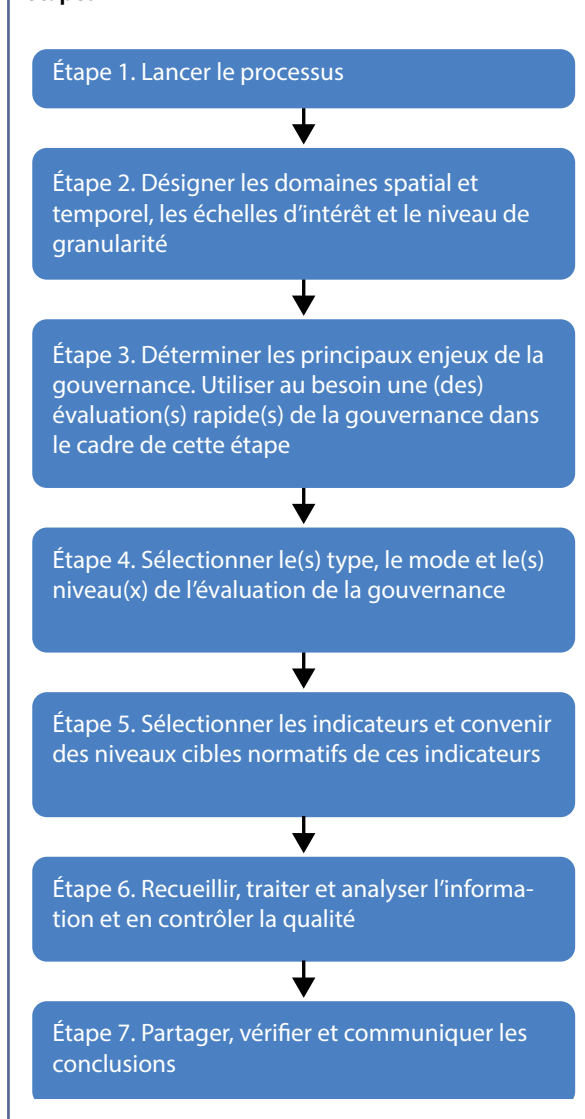 Étape 1. Lancer le processus
Étape 2. Désigner les domaines spatial et
temporel, les échelles d’intérêt et le niveau de
granularité
Étape 3. Déterminer les principaux enjeux de la
gouvernance. Utiliser au besoin une (des)
évaluation(s) rapide(s) de la gouvernance dans
le cadre de cette étape
Étape 4. Sélectionner le(s) type, le mode et le(s)
niveau(x) de l’évaluation de la gouvernance
Étape 5. Sélectionner les indicateurs et convenir
des niveaux cibles normatifs de ces indicateurs
Étape 6. Recueillir, traiter et analyser l’informa-
tion et en contrôler la qualité
Étape 7. Partager, vérifier et communiquer les
conclusions